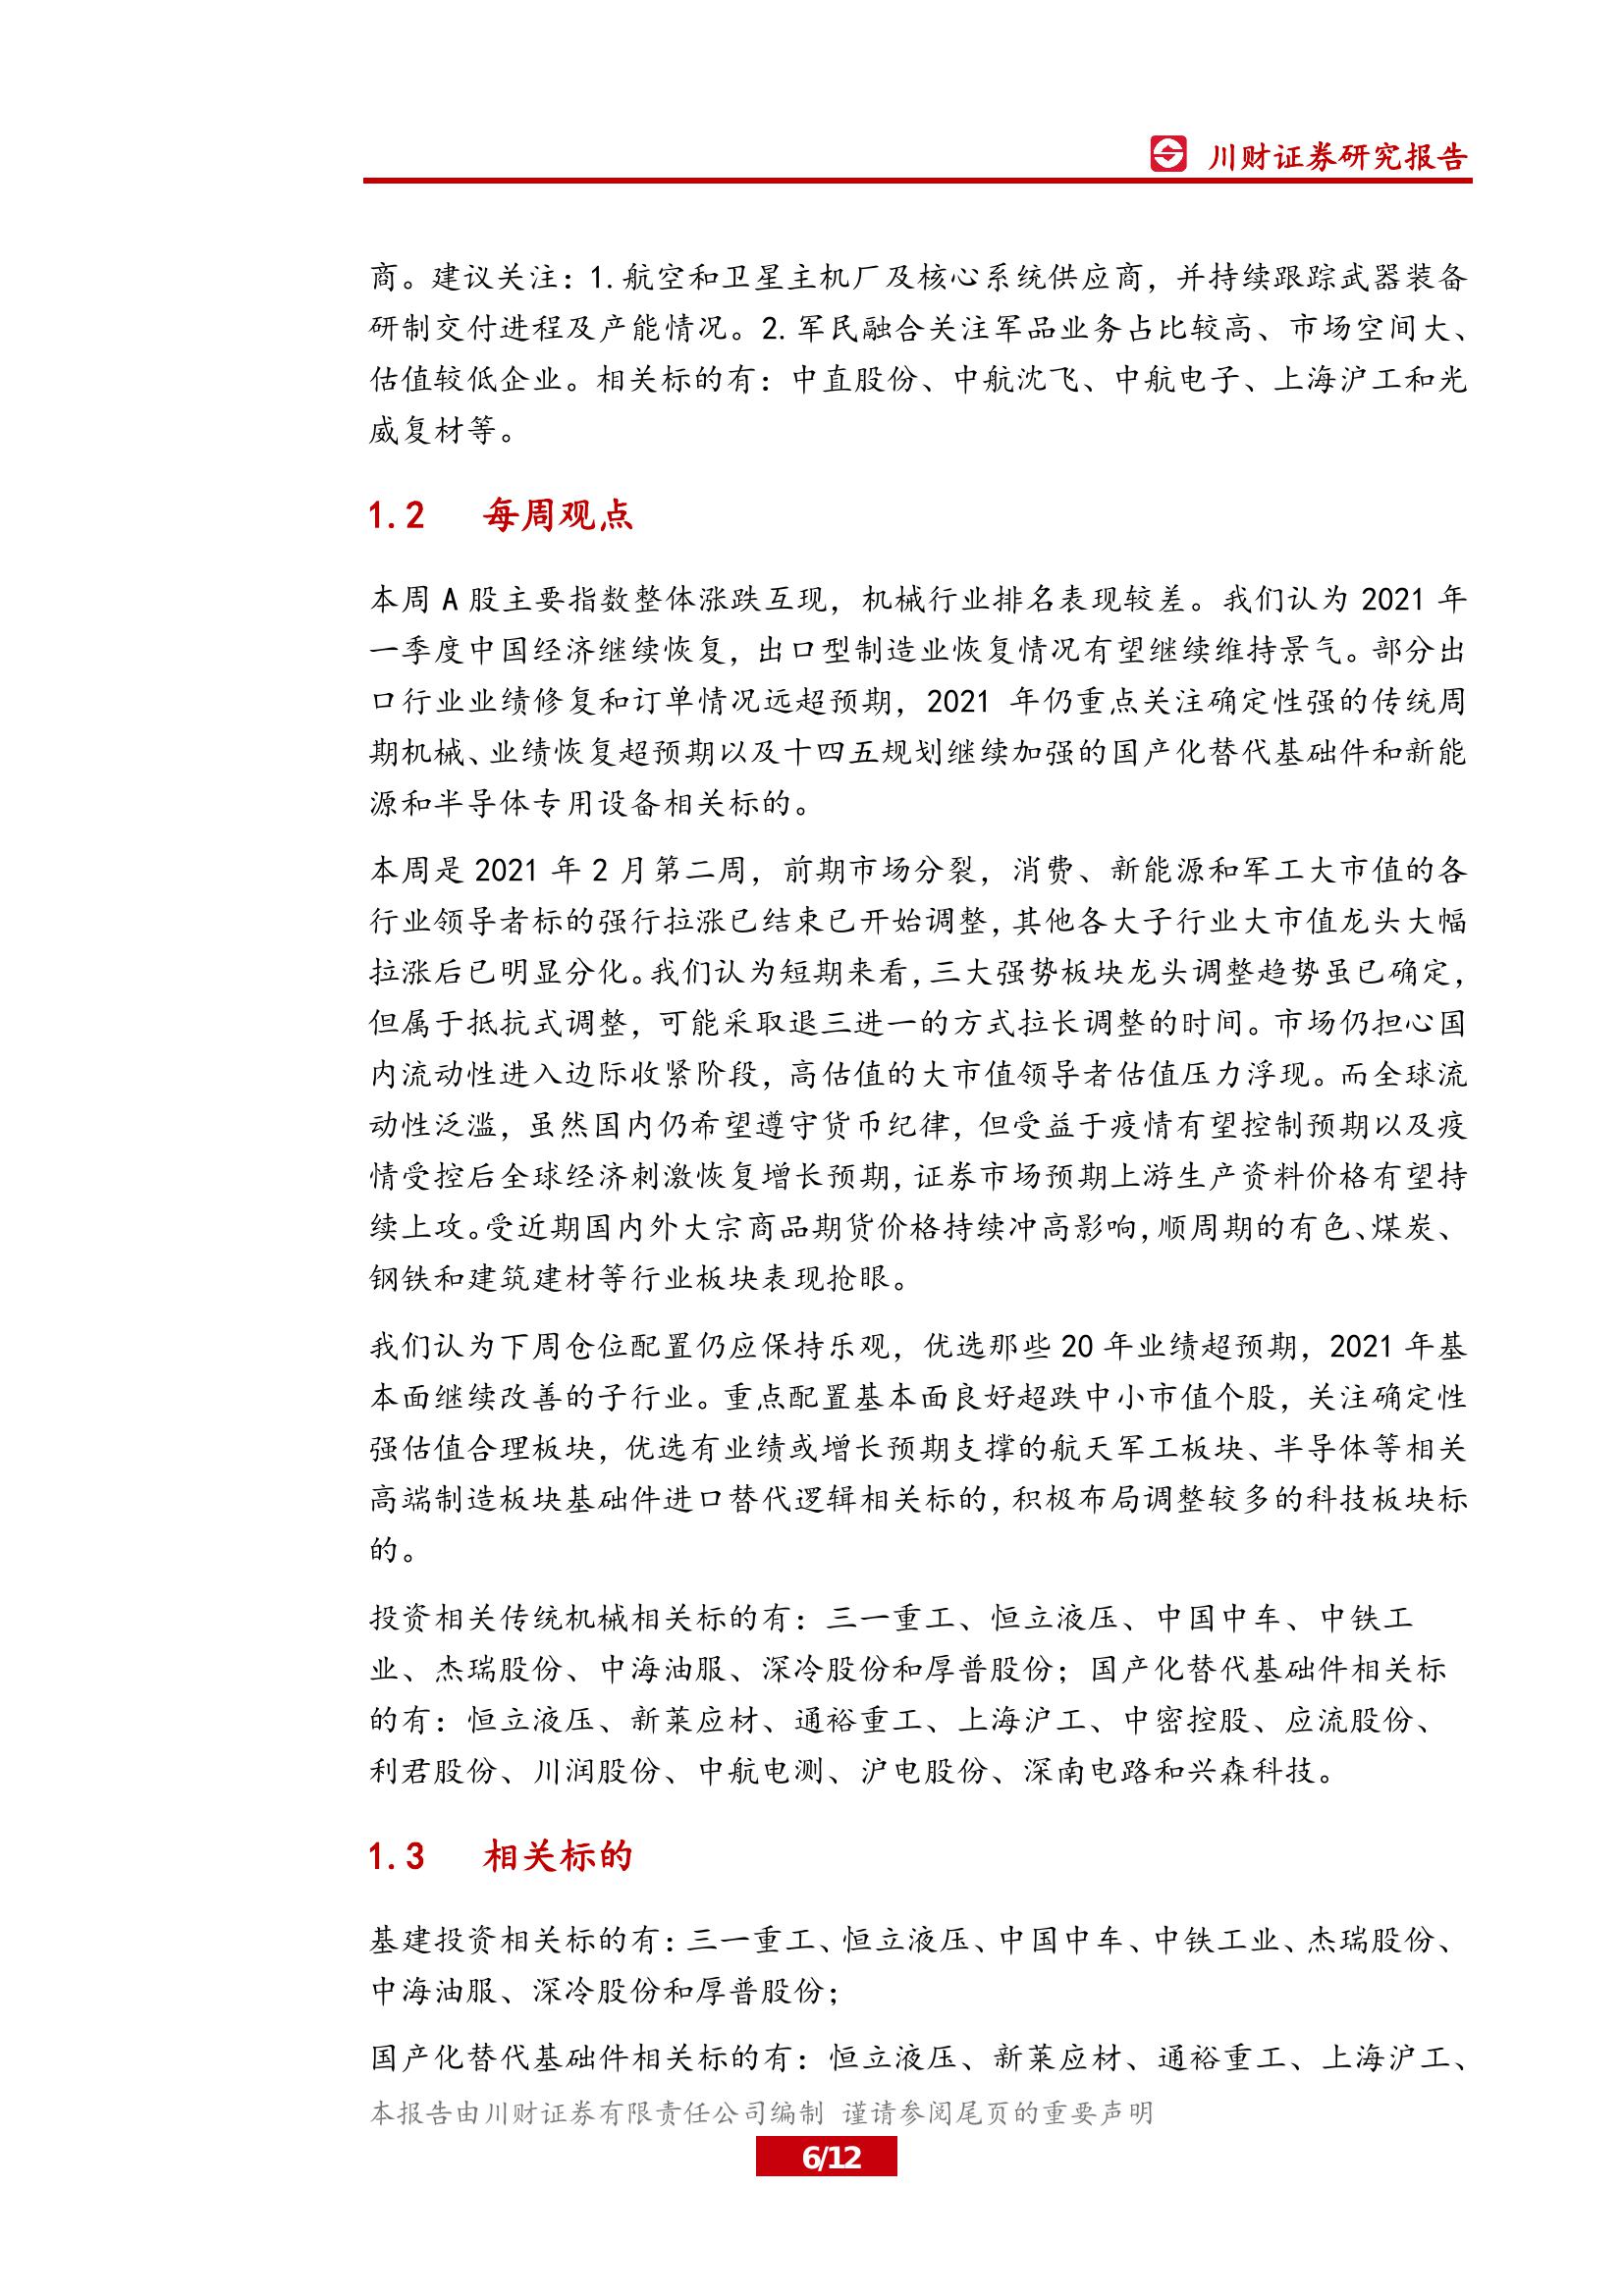 川财证券研究报告
商。建议关注：1.航空和卫星主机厂及核心系统供应商，并持续跟踪武器装备
研制交付进程及产能情况。2.军民融合关注军品业务占比较高、市场空间大、
估值较低企业。相关标的有：中直股份、中航沈飞、中航电子、上海沪工和光
威复材等。
1.2 每周观点
本周 A 股主要指数整体涨跌互现，机械行业排名表现较差。我们认为 2021 年
一季度中国经济继续恢复，出口型制造业恢复情况有望继续维持景气。部分出
口行业业绩修复和订单情况远超预期，2021 年仍重点关注确定性强的传统周
期机械、业绩恢复超预期以及十四五规划继续加强的国产化替代基础件和新能
源和半导体专用设备相关标的。
本周是 2021 年 2 月第二周，前期市场分裂，消费、新能源和军工大市值的各
行业领导者标的强行拉涨已结束已开始调整，其他各大子行业大市值龙头大幅
拉涨后已明显分化。我们认为短期来看，三大强势板块龙头调整趋势虽已确定，
但属于抵抗式调整，可能采取退三进一的方式拉长调整的时间。市场仍担心国
内流动性进入边际收紧阶段，高估值的大市值领导者估值压力浮现。而全球流
动性泛滥，虽然国内仍希望遵守货币纪律，但受益于疫情有望控制预期以及疫
情受控后全球经济刺激恢复增长预期，证券市场预期上游生产资料价格有望持
续上攻。受近期国内外大宗商品期货价格持续冲高影响，顺周期的有色、煤炭、
钢铁和建筑建材等行业板块表现抢眼。
我们认为下周仓位配置仍应保持乐观，优选那些 20 年业绩超预期，2021 年基
本面继续改善的子行业。重点配置基本面良好超跌中小市值个股，关注确定性
强估值合理板块，优选有业绩或增长预期支撑的航天军工板块、半导体等相关
高端制造板块基础件进口替代逻辑相关标的，积极布局调整较多的科技板块标
的。
投资相关传统机械相关标的有：三一重工、恒立液压、中国中车、中铁工
业、杰瑞股份、中海油服、深冷股份和厚普股份；国产化替代基础件相关标
的有：恒立液压、新莱应材、通裕重工、上海沪工、中密控股、应流股份、
利君股份、川润股份、中航电测、沪电股份、深南电路和兴森科技。
1.3 相关标的
基建投资相关标的有：三一重工、恒立液压、中国中车、中铁工业、杰瑞股份、
中海油服、深冷股份和厚普股份；
国产化替代基础件相关标的有：恒立液压、新莱应材、通裕重工、上海沪工、
本报告由川财证券有限责任公司编制 谨请参阅尾页的重要声明
6/12